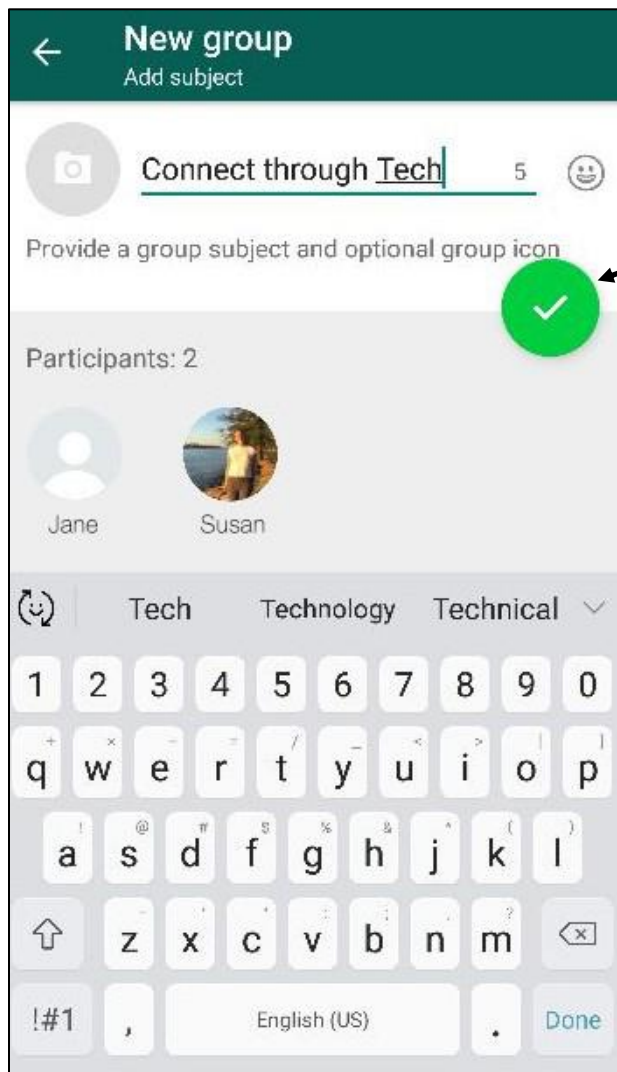 New group
Add subject
Connect through Tech 5
Provide a group subject and optional group icon
Participants: 2
Jane Susan
Tech Technology Technical
1 2 3 4 5 6 7 8 9 0
q w e r t y u i o p
a s d f g h j k l
z x c v b n m
!#1 , English (US) . Done